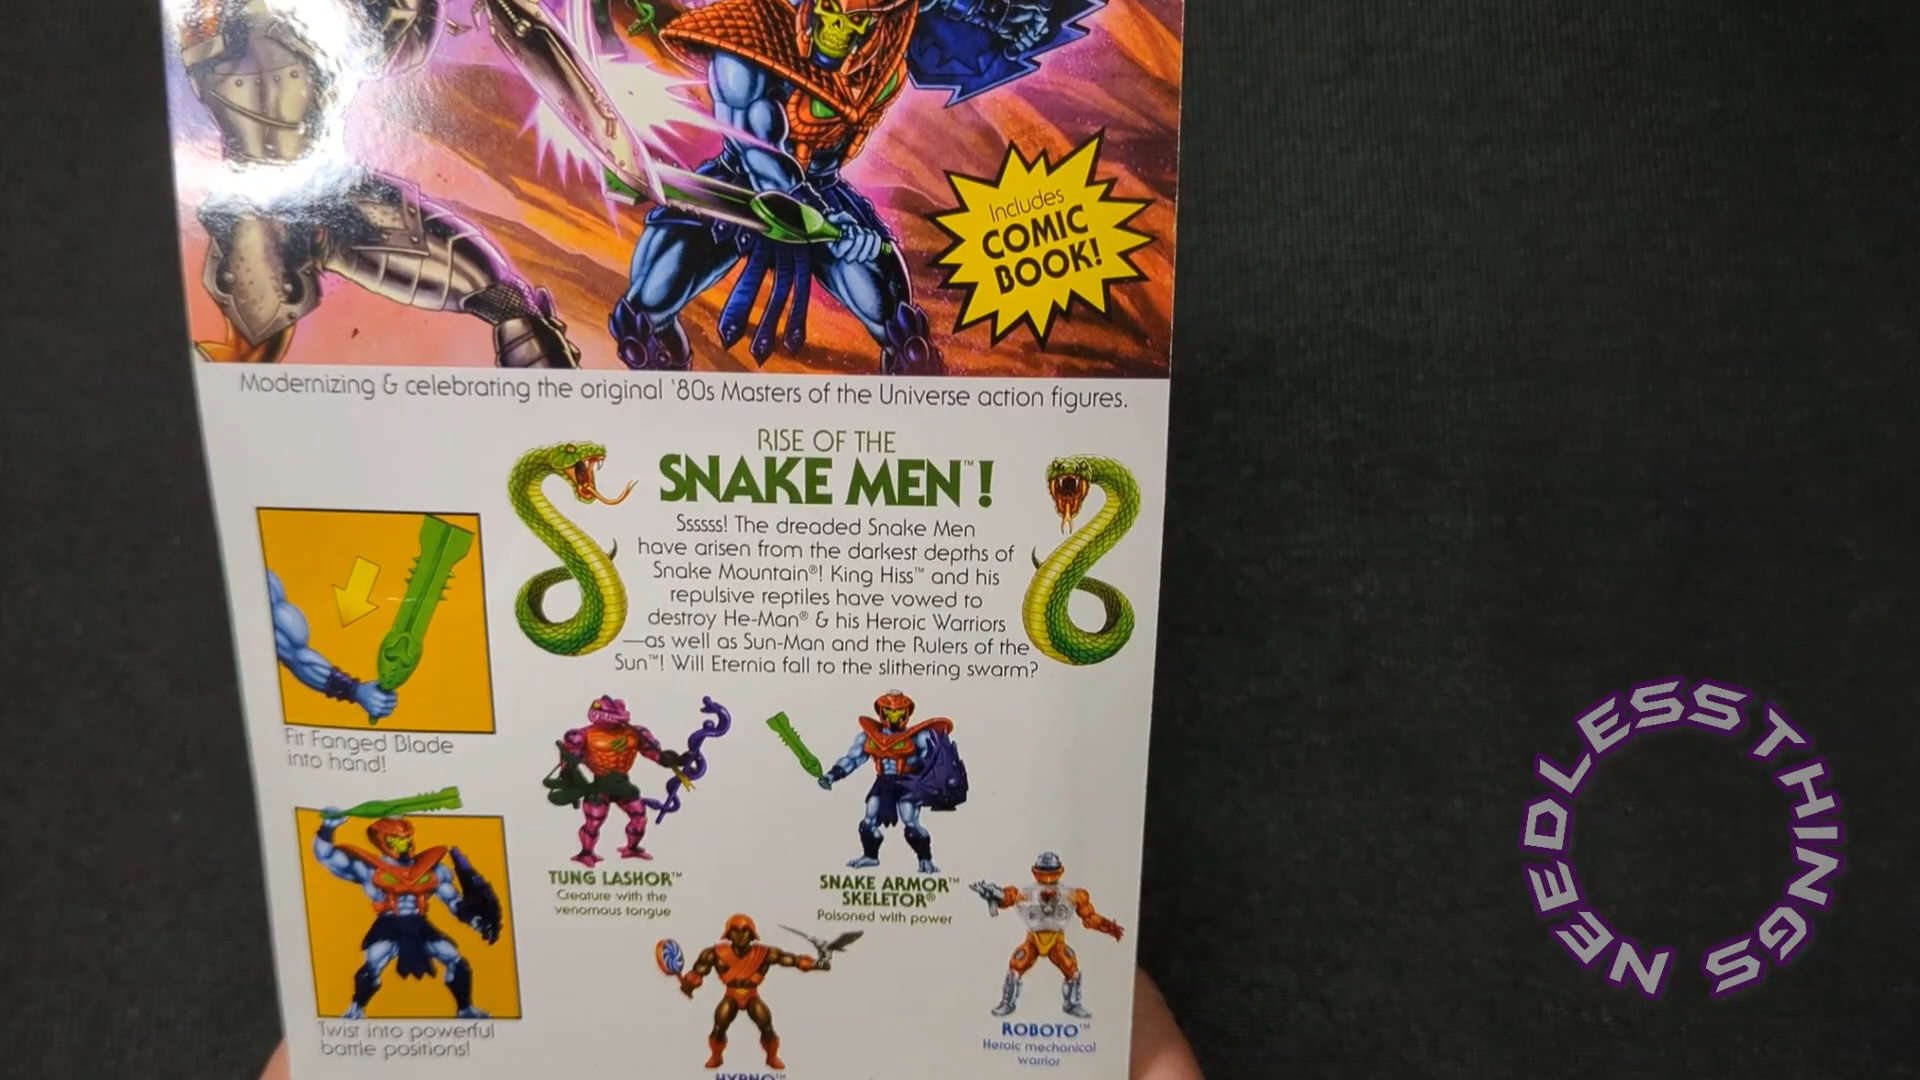 Includes
COMIC
BOOK!
Modernizing & celebrating the original '80s Masters of the Universe action figures.
RISE OF THE
SNAKE MEN™!
Ssssss! The dreaded Snake Men
have arisen from the darkest depths of
Snake Mountain®! King Hiss™ and his
repulsive reptiles have vowed to
destroy He-Man® & his Heroic Warriors
—as well as Sun-Man and the Rulers of the
Sun™! Will Eternia fall to the slithering swarm?
Fit Fanged Blade
into hand!
Twist into powerful
battle positions!
TUNG LASHOR™
Creature with the
venomous tongue
SNAKE ARMOR™
SKELETOR®
Poisoned with power
ROBOTO™
Heroic mechanical
warrior
HYPNO™
NEEDLESS THINGS